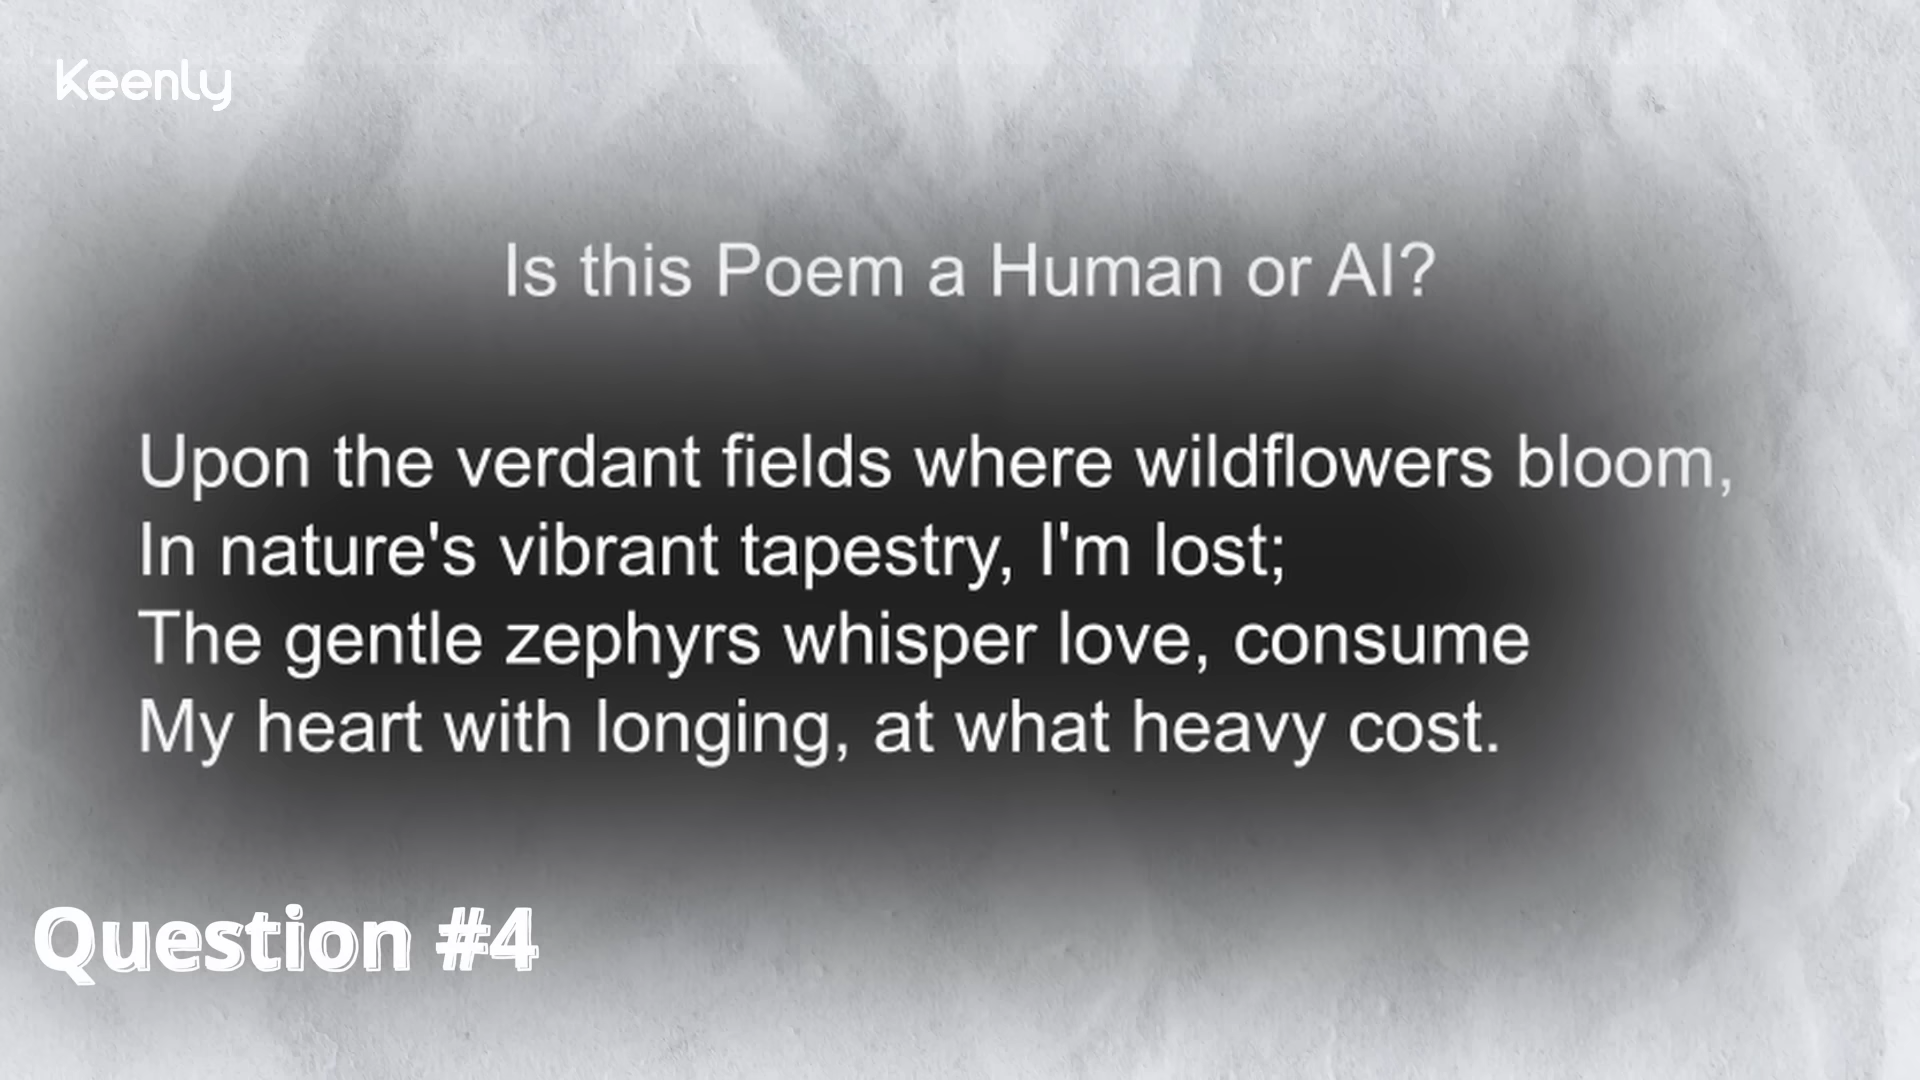 Keenly
Is this Poem a Human or AI?
Upon the verdant fields where wildflowers bloom,
In nature's vibrant tapestry, I'm lost;
The gentle zephyrs whisper love, consume
My heart with longing, at what heavy cost.
Question #4